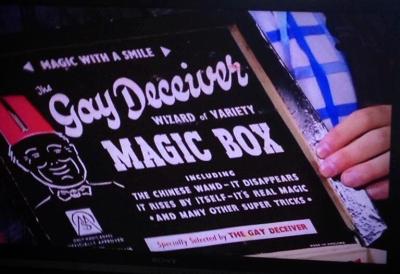 MAGIC WITH A SMILE
The
Gay Deceiver
WIZARD of VARIETY
MAGIC BOX
INCLUDING
THE CHINESE WAND—IT DISAPPEARS
IT RISES BY ITSELF—IT'S REAL MAGIC
• AND MANY OTHER SUPER TRICKS •
Specially Selected by THE GAY DECEIVER
SONY